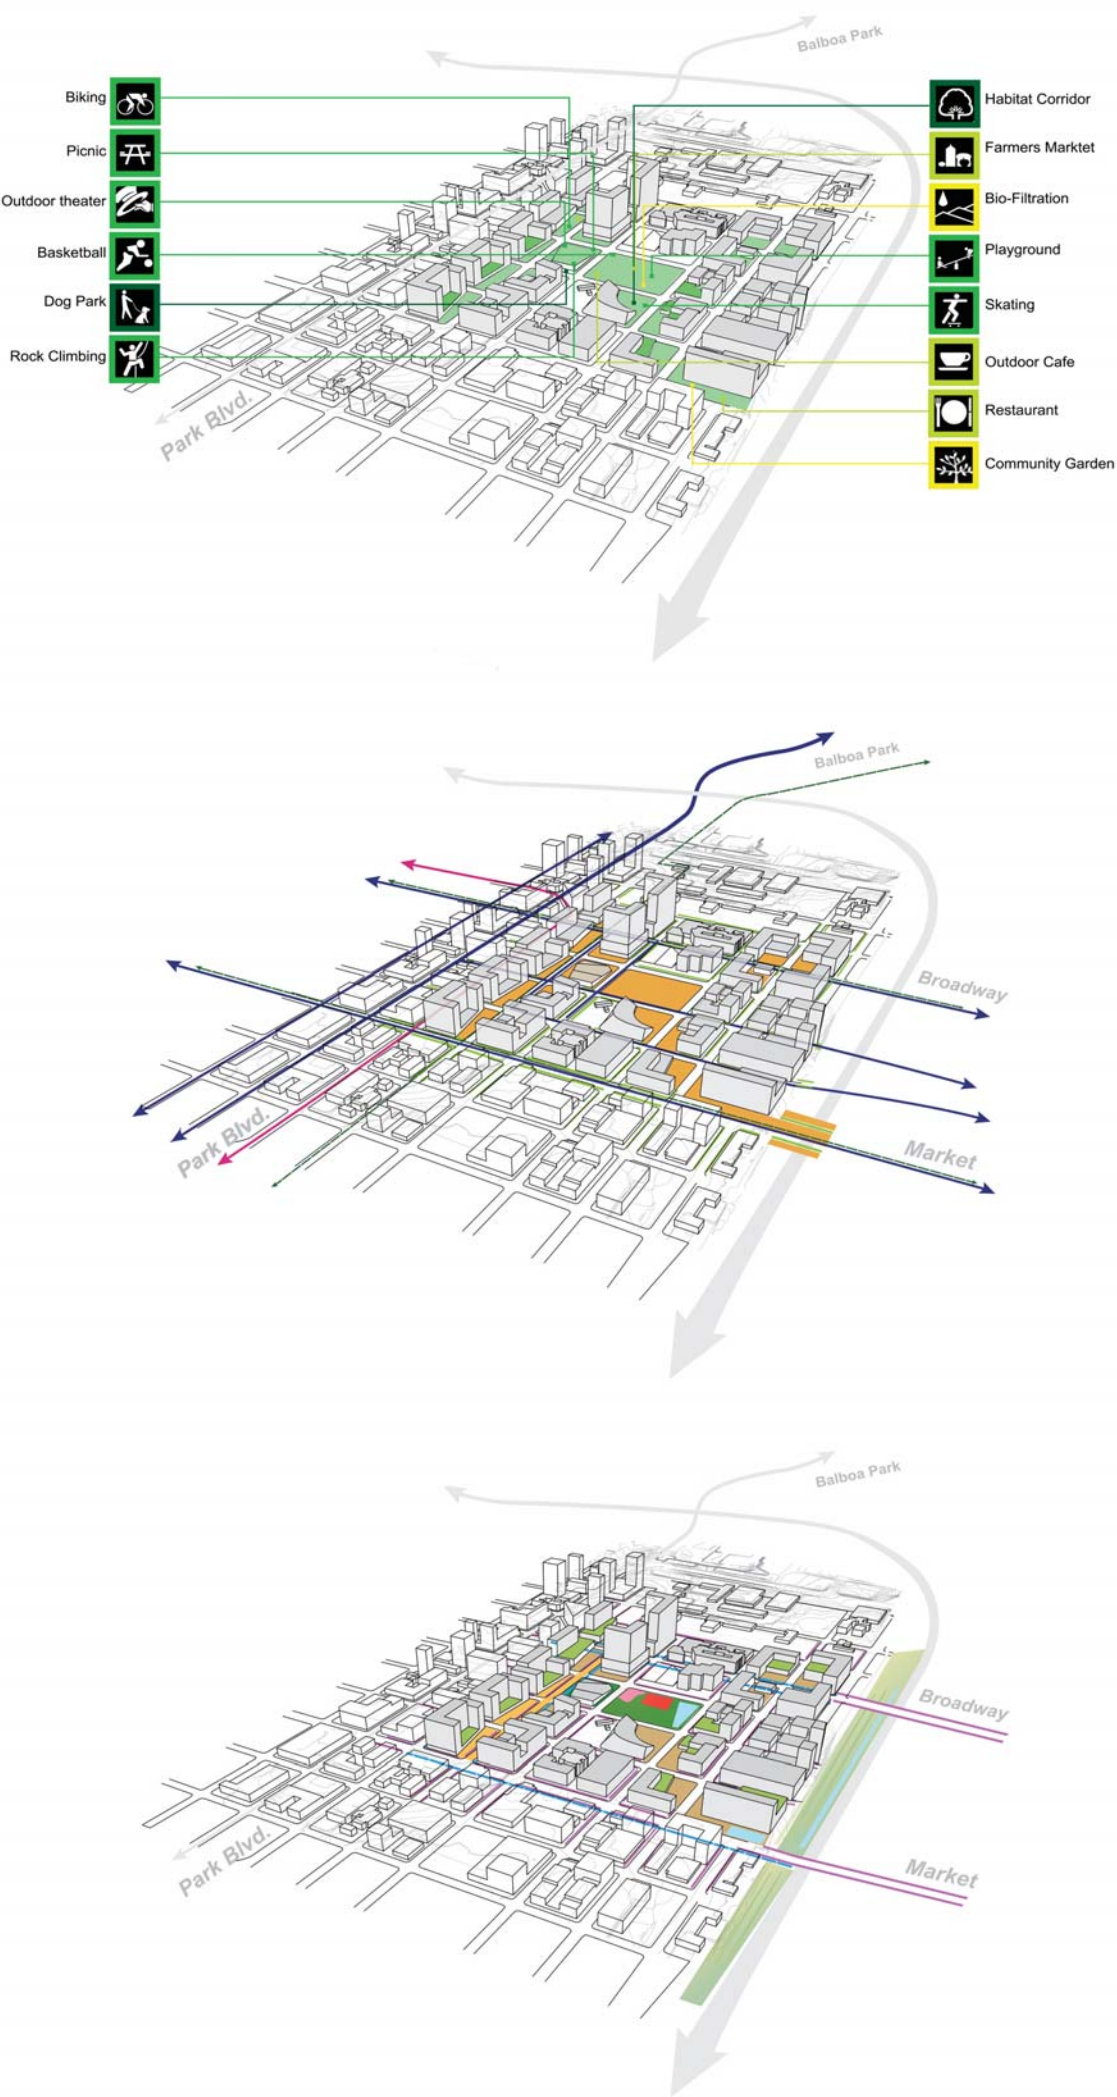 Balboa Park
Biking
Picnic
Outdoor theater
Basketball
Dog Park
Rock Climbing
Habitat Corridor
Farmers Marktet
Bio-Filtration
Playground
Skating
Outdoor Cafe
Restaurant
Community Garden
Park Blvd.
Balboa Park
Broadway
Market
Park Blvd.
Balboa Park
Broadway
Market
Park Blvd.